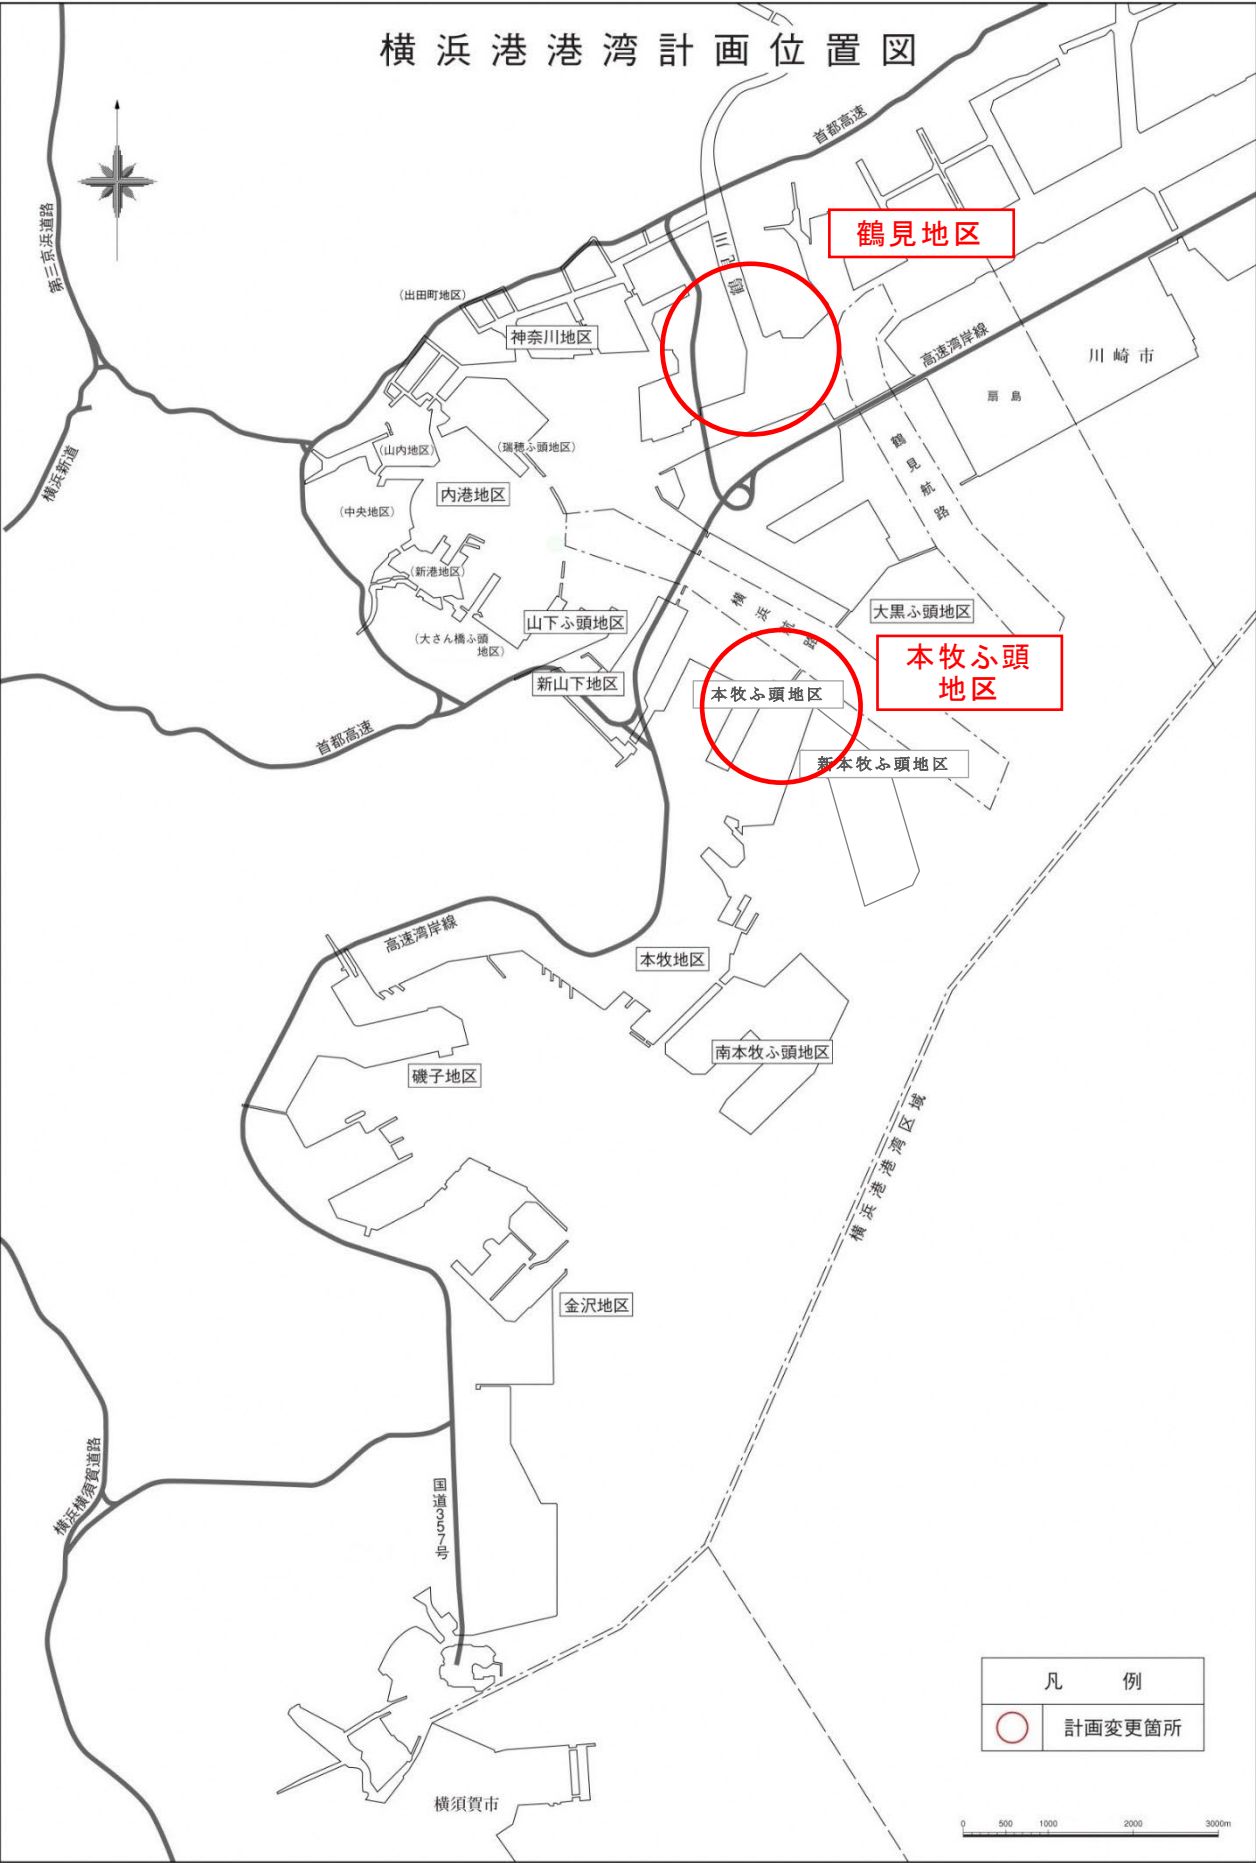 横浜港港湾計画位置図
首都高速
第三京浜道路
鶴見地区
鶴見川
(出田町地区)
神奈川地区
高速湾岸線
川崎市
扇島
横浜新道
(山内地区)
(瑞穂ふ頭地区)
鶴見航路
内港地区
(中央地区)
(新港地区)
横浜航路
大黒ふ頭地区
山下ふ頭地区
(大さん橋ふ頭
地区)
本牧ふ頭
地区
新山下地区
本牧ふ頭地区
首都高速
新本牧ふ頭地区
高速湾岸線
本牧地区
南本牧ふ頭地区
磯子地区
横浜港港湾区域
金沢地区
横浜横須賀道路
国道357号
凡例
計画変更箇所
横須賀市
0 500 1000 2000 3000m